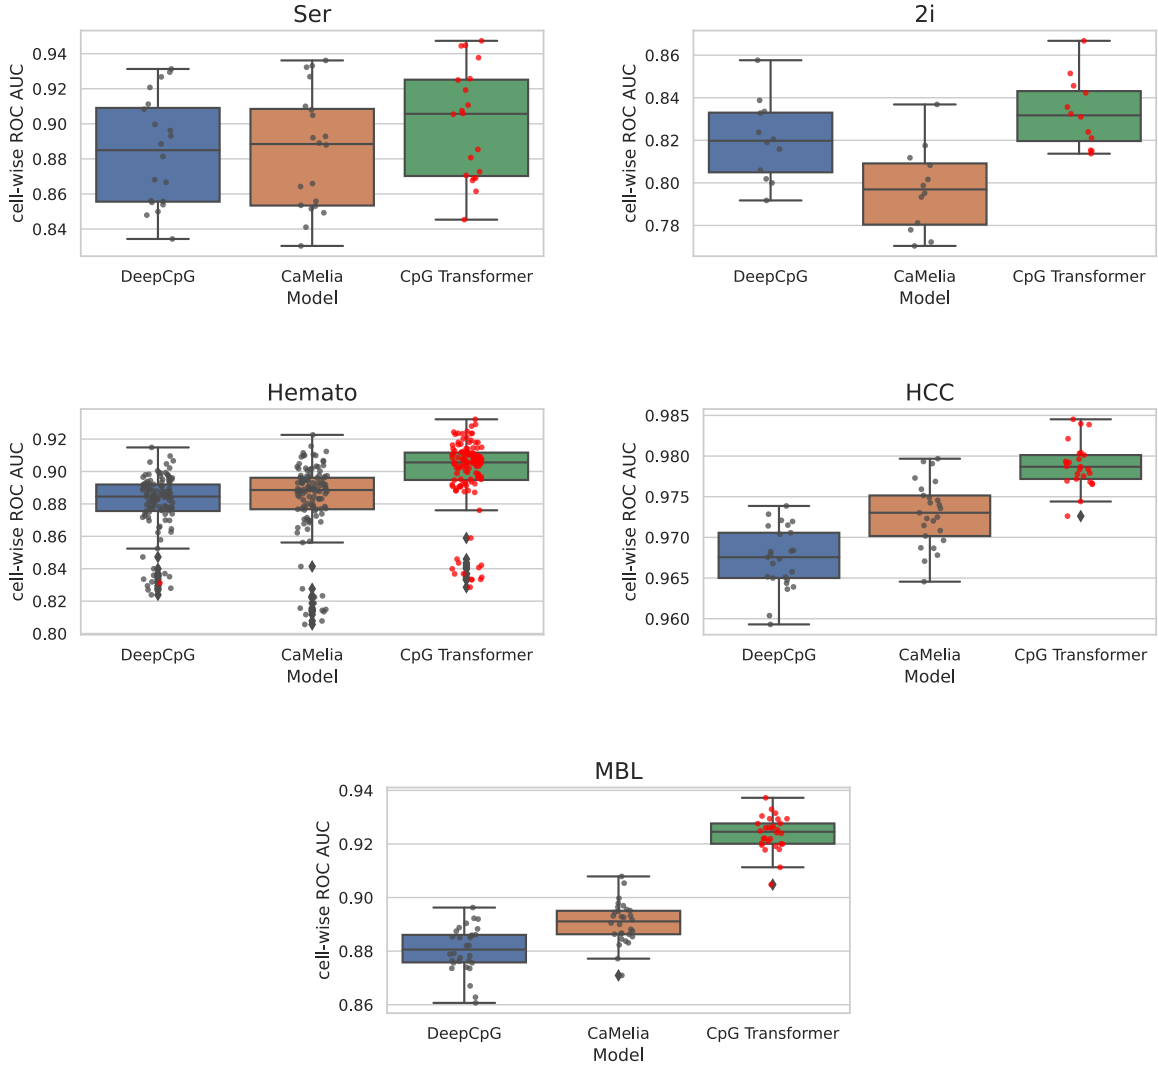 Ser
cell-wise ROC AUC
0.94
0.92
0.90
0.88
0.86
0.84
DeepCpG CaMelia CpG Transformer
Model
2i
cell-wise ROC AUC
0.86
0.84
0.82
0.80
0.78
DeepCpG CaMelia CpG Transformer
Model
Hemato
cell-wise ROC AUC
0.92
0.90
0.88
0.86
0.84
0.82
0.80
DeepCpG CaMelia CpG Transformer
Model
HCC
cell-wise ROC AUC
0.985
0.980
0.975
0.970
0.965
0.960
DeepCpG CaMelia CpG Transformer
Model
MBL
cell-wise ROC AUC
0.94
0.92
0.90
0.88
0.86
DeepCpG CaMelia CpG Transformer
Model